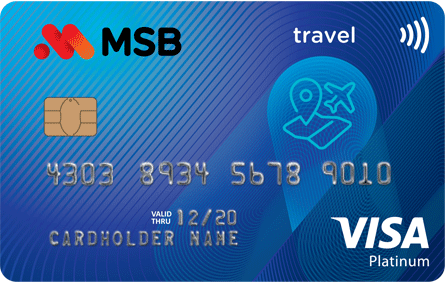 MSB
travel
4303 8934 5678 9010
VALID THRU 12/20
CARDHOLDER NAME
VISA
Platinum